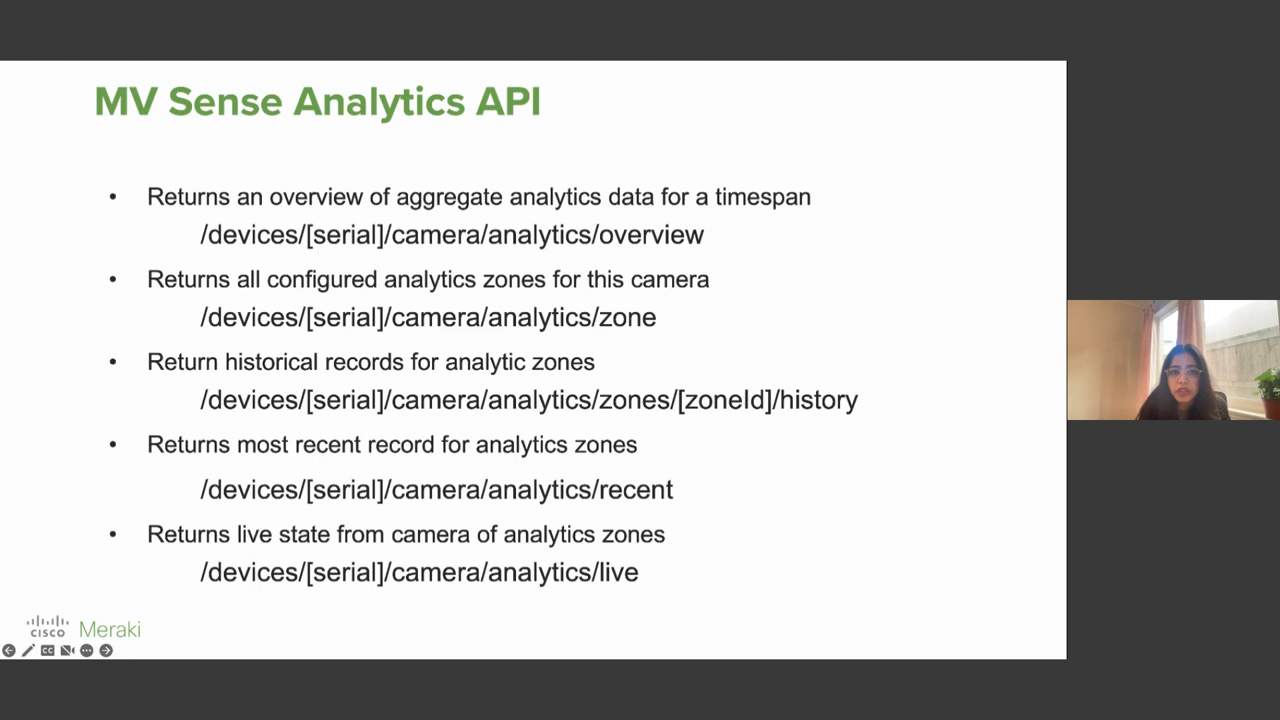 MV Sense Analytics API
• Returns an overview of aggregate analytics data for a timespan
/devices/[serial]/camera/analytics/overview
• Returns all configured analytics zones for this camera
/devices/[serial]/camera/analytics/zone
• Return historical records for analytic zones
/devices/[serial]/camera/analytics/zones/[zoneId]/history
• Returns most recent record for analytics zones
/devices/[serial]/camera/analytics/recent
• Returns live state from camera of analytics zones
/devices/[serial]/camera/analytics/live
CISCO Meraki
CC